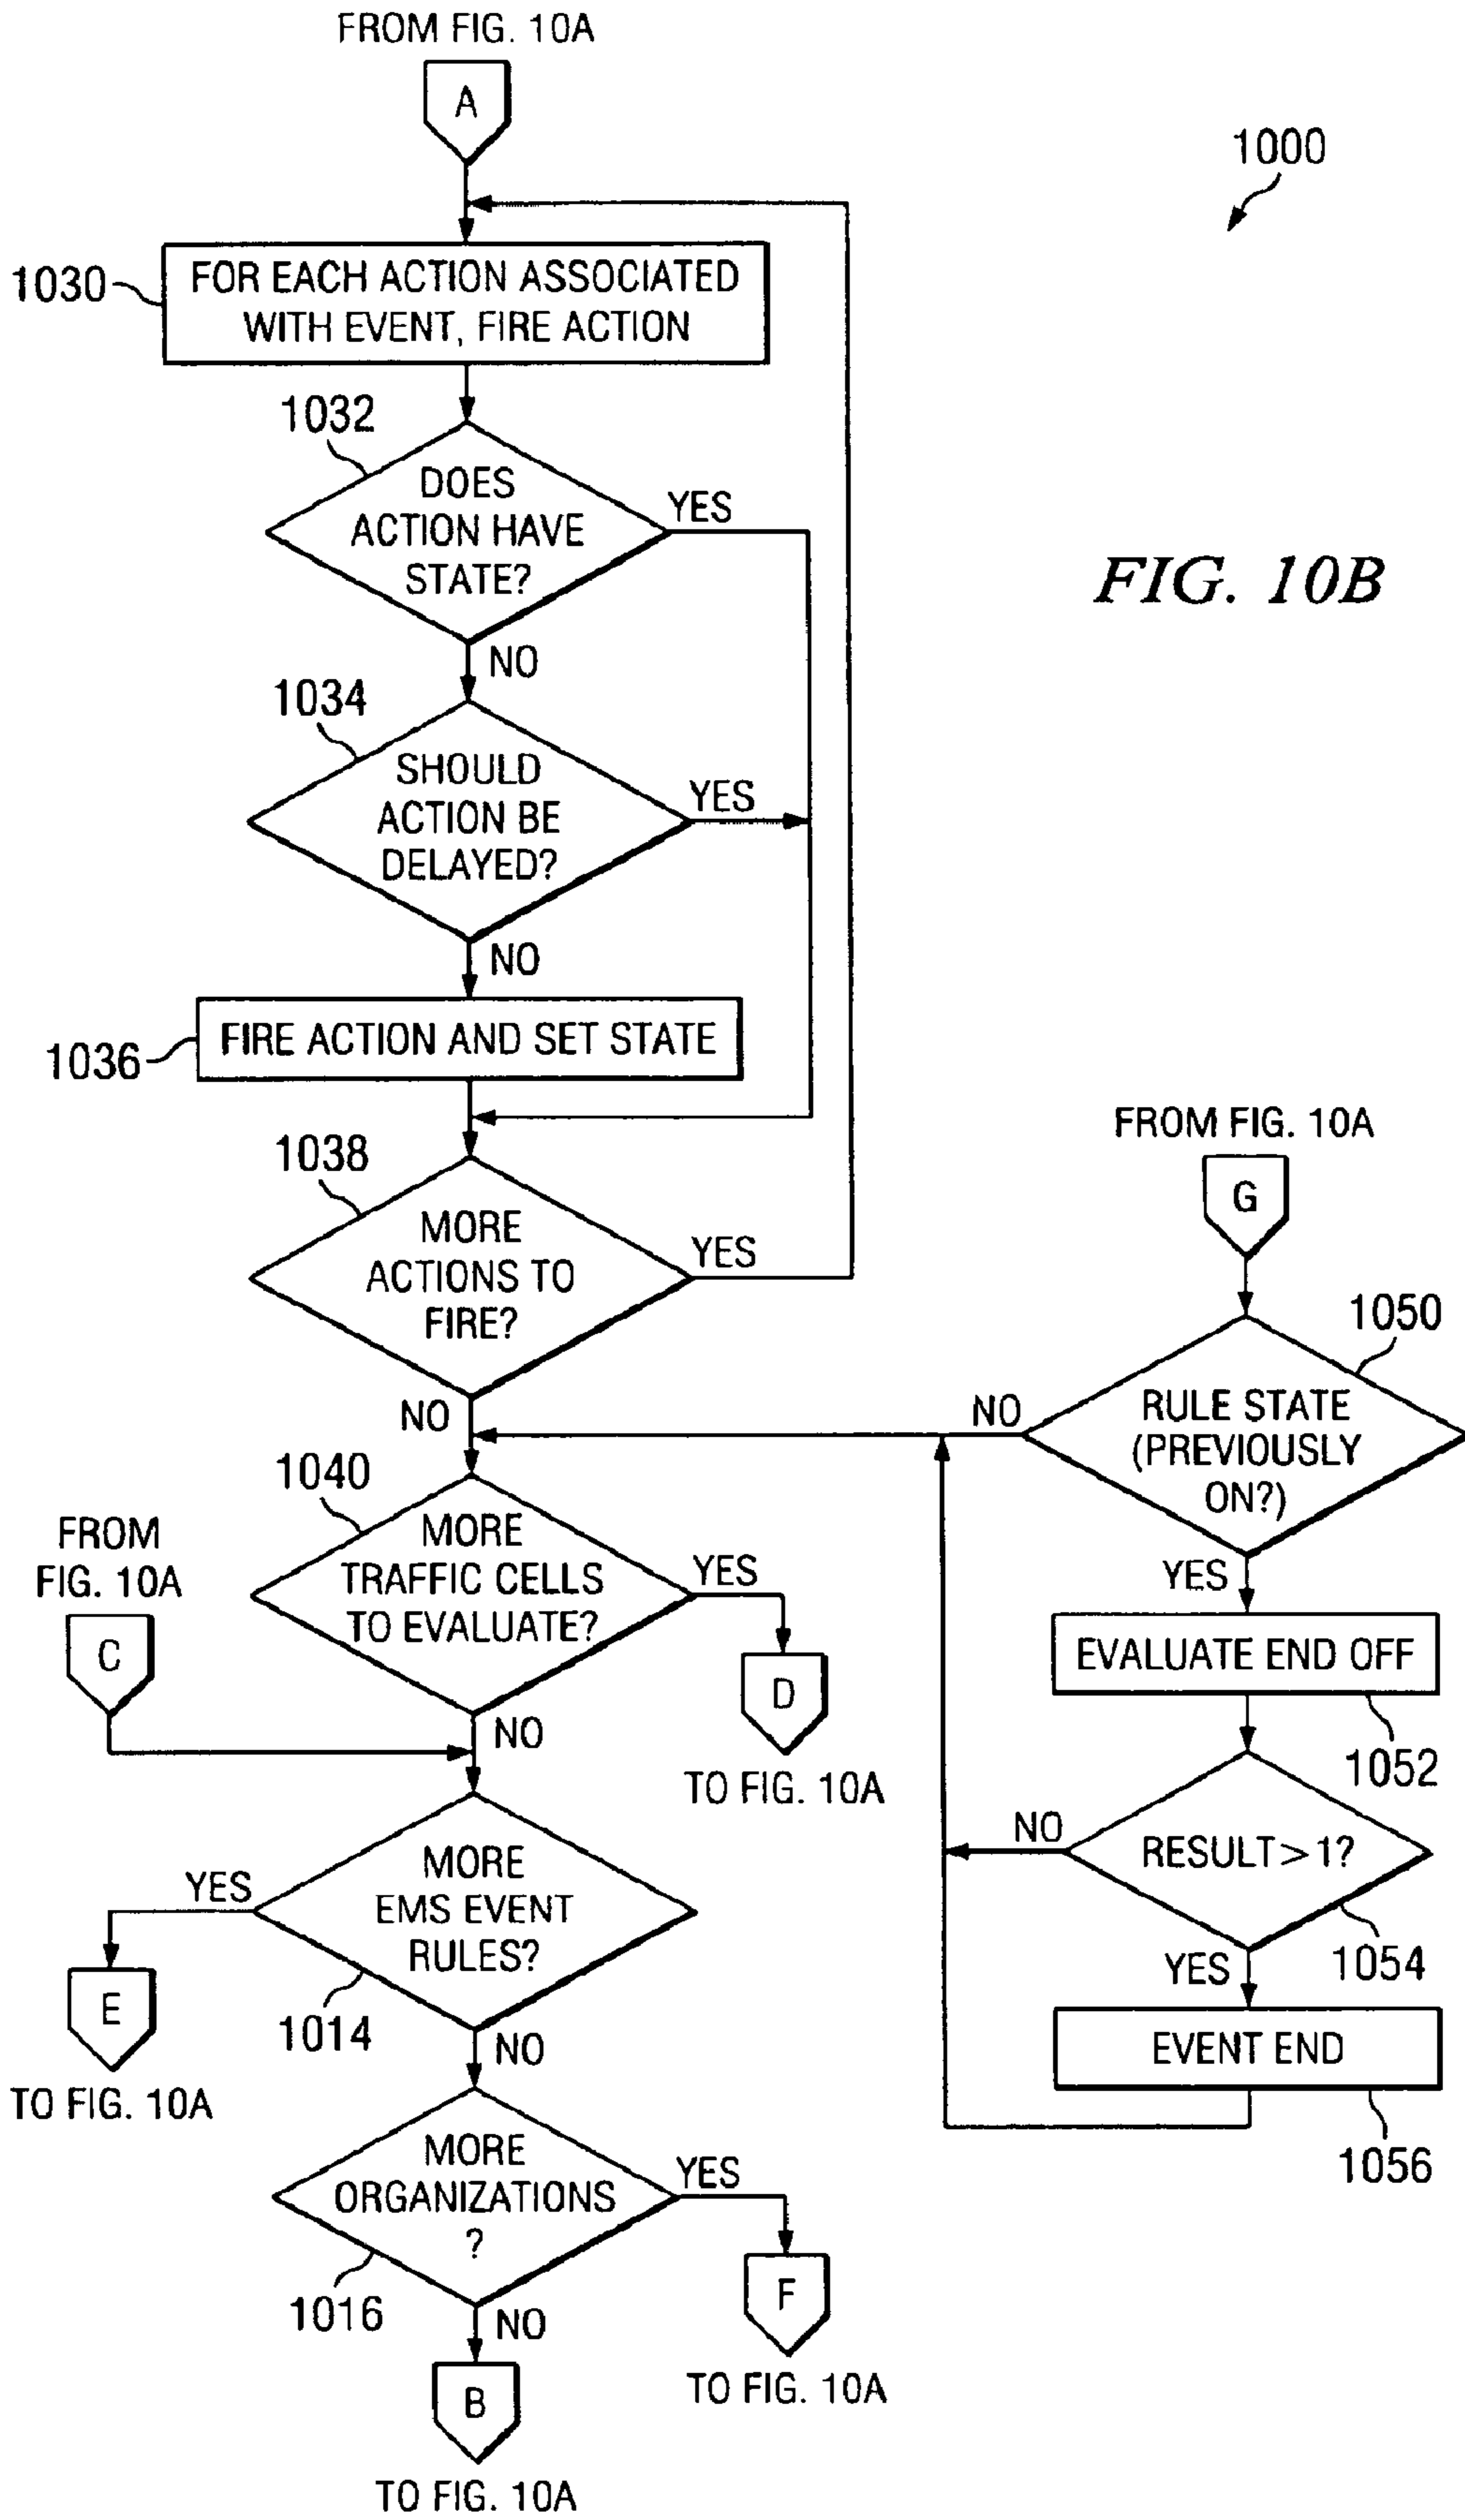 FROM FIG. 10A
A
1000
1030
FOR EACH ACTION ASSOCIATED
WITH EVENT, FIRE ACTION
1032
DOES
ACTION HAVE
STATE?
YES
NO
FIG. 10B
1034
SHOULD
ACTION BE
DELAYED?
YES
NO
1036
FIRE ACTION AND SET STATE
1038
MORE
ACTIONS TO
FIRE?
YES
NO
FROM FIG. 10A
G
1050
RULE STATE
(PREVIOUSLY
ON?)
NO
YES
1040
MORE
TRAFFIC CELLS
TO EVALUATE?
YES
NO
FROM
FIG. 10A
C
D
TO FIG. 10A
EVALUATE END OFF
1052
RESULT > 1?
NO
1054
YES
EVENT END
1056
MORE
EMS EVENT
RULES?
YES
1014
NO
E
TO FIG. 10A
MORE
ORGANIZATIONS
?
YES
1016
NO
F
TO FIG. 10A
B
TO FIG. 10A